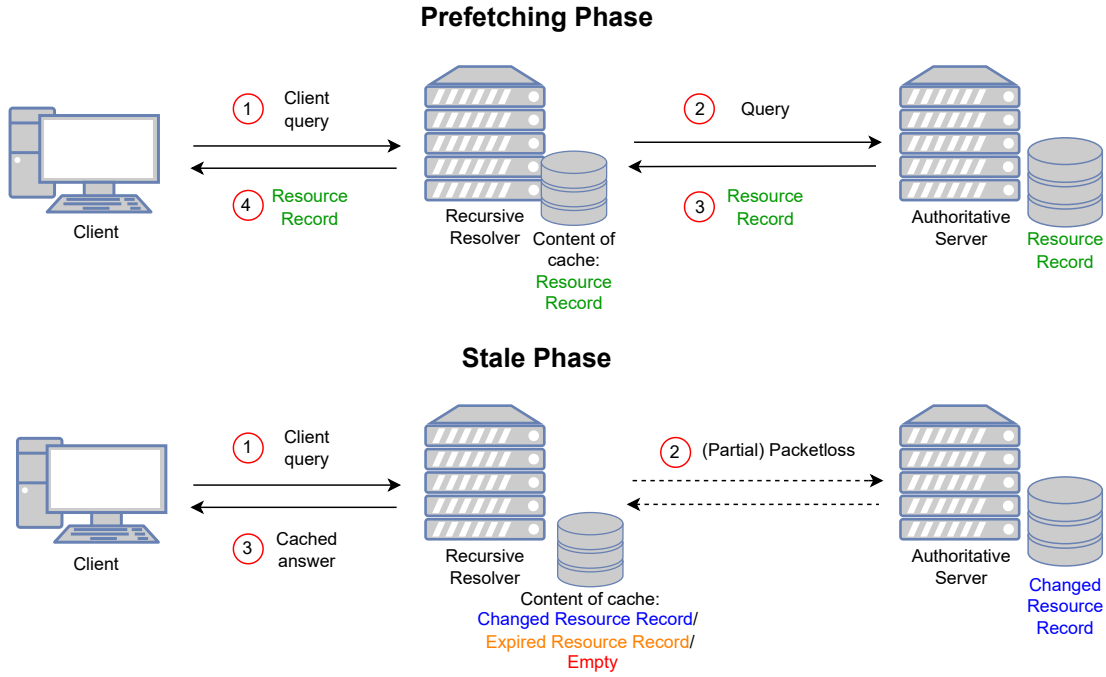 Prefetching Phase
1
Client
query
2
Query
4
Resource
Record
3
Resource
Record
Client
Recursive
Resolver
Content of
cache:
Resource
Record
Authoritative
Server
Resource
Record
Stale Phase
1
Client
query
2
(Partial) Packetloss
3
Cached
answer
Client
Recursive
Resolver
Content of cache:
Changed Resource Record/
Expired Resource Record/
Empty
Authoritative
Server
Changed
Resource
Record